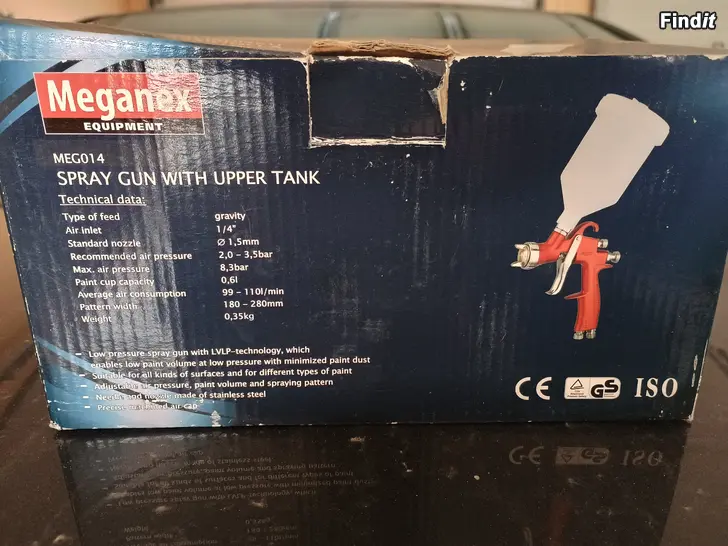 Findit
Meganex
EQUIPMENT
MEG014
SPRAY GUN WITH UPPER TANK
Technical data:
Type of feed gravity
Air inlet 1/4"
Standard nozzle Ø 1,5mm
Recommended air pressure 2,0 - 3,5bar
Max. air pressure 8,3bar
Paint cup capacity 0,6l
Average air consumption 99 - 110l/min
Pattern width 180 - 280mm
Weight 0,35kg
- Low pressure spray gun with LVLP-technology, which
enables low paint volume at low pressure with minimized paint dust
- Suitable for all kinds of surfaces and for different types of paint
- Adjustable air pressure, paint volume and spraying pattern
- Needle and nozzle made of stainless steel
- Precise machined air cap
CE GS ISO